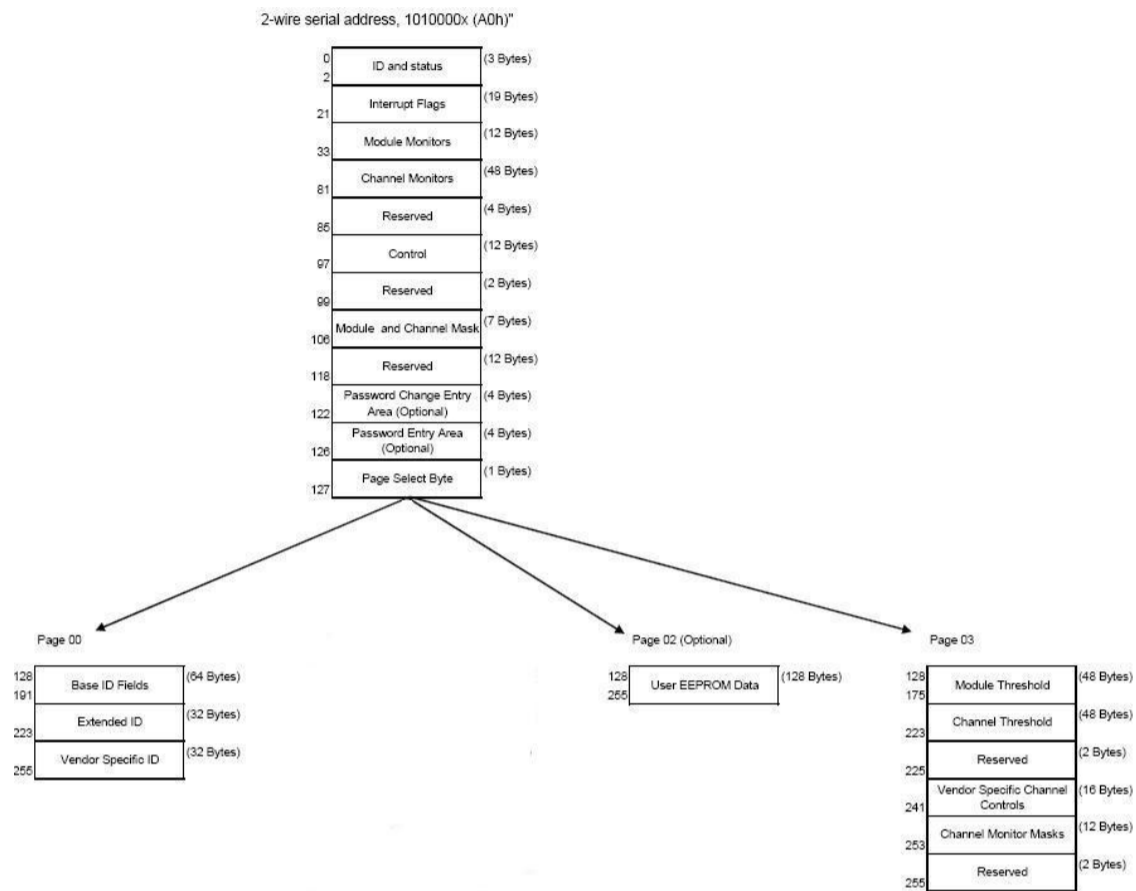 2-wire serial address, 1010000x (A0h)"
0
2
ID and status
(3 Bytes)
21
Interrupt Flags
(19 Bytes)
33
Module Monitors
(12 Bytes)
81
Channel Monitors
(48 Bytes)
85
Reserved
(4 Bytes)
97
Control
(12 Bytes)
99
Reserved
(2 Bytes)
106
Module and Channel Mask
(7 Bytes)
118
Reserved
(12 Bytes)
122
Password Change Entry
Area (Optional)
(4 Bytes)
126
Password Entry Area
(Optional)
(4 Bytes)
127
Page Select Byte
(1 Bytes)
Page 00
128
191
Base ID Fields
(64 Bytes)
223
Extended ID
(32 Bytes)
255
Vendor Specific ID
(32 Bytes)
Page 02 (Optional)
128
255
User EEPROM Data
(128 Bytes)
Page 03
128
175
Module Threshold
(48 Bytes)
223
Channel Threshold
(48 Bytes)
225
Reserved
(2 Bytes)
241
Vendor Specific Channel
Controls
(16 Bytes)
253
Channel Monitor Masks
(12 Bytes)
255
Reserved
(2 Bytes)